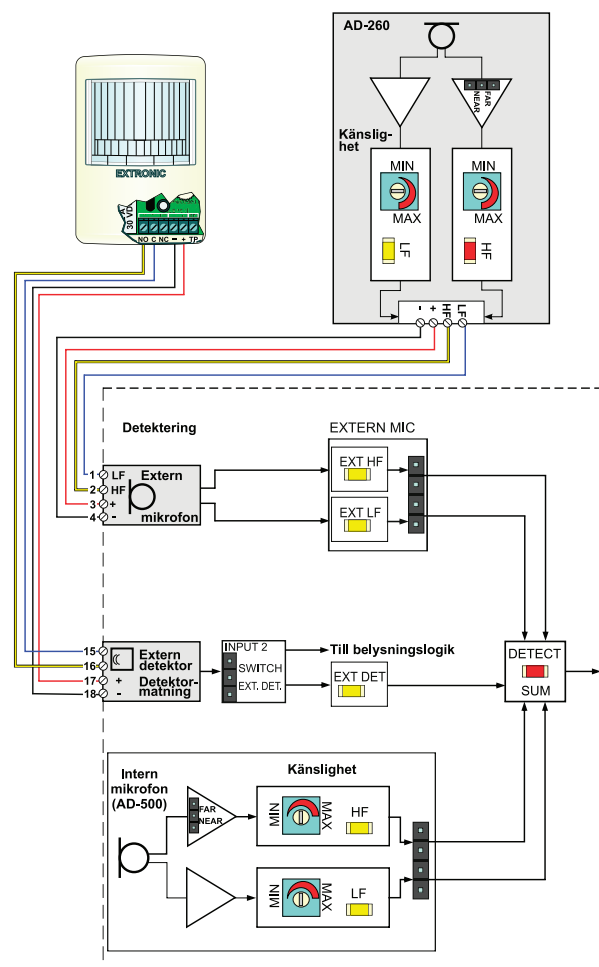 AD-260
FAR
NEAR
Känslig-
het
MIN
MAX
LF
MIN
MAX
HF
- + HF LF
EXTRONIC
30 VD
NO C NC - + TP
Detektering
EXTERN MIC
1 LF
2 HF
3 +
4 -
Extern
mikrofon
EXT HF
EXT LF
15
16
17 +
18 -
Extern
detektor
Detektor-
matning
INPUT 2
SWITCH
EXT. DET.
Till belysningslogik
EXT DET
DETECT
SUM
Intern
mikrofon
(AD-500)
Känslighet
FAR
NEAR
MIN
MAX
HF
MIN
MAX
LF